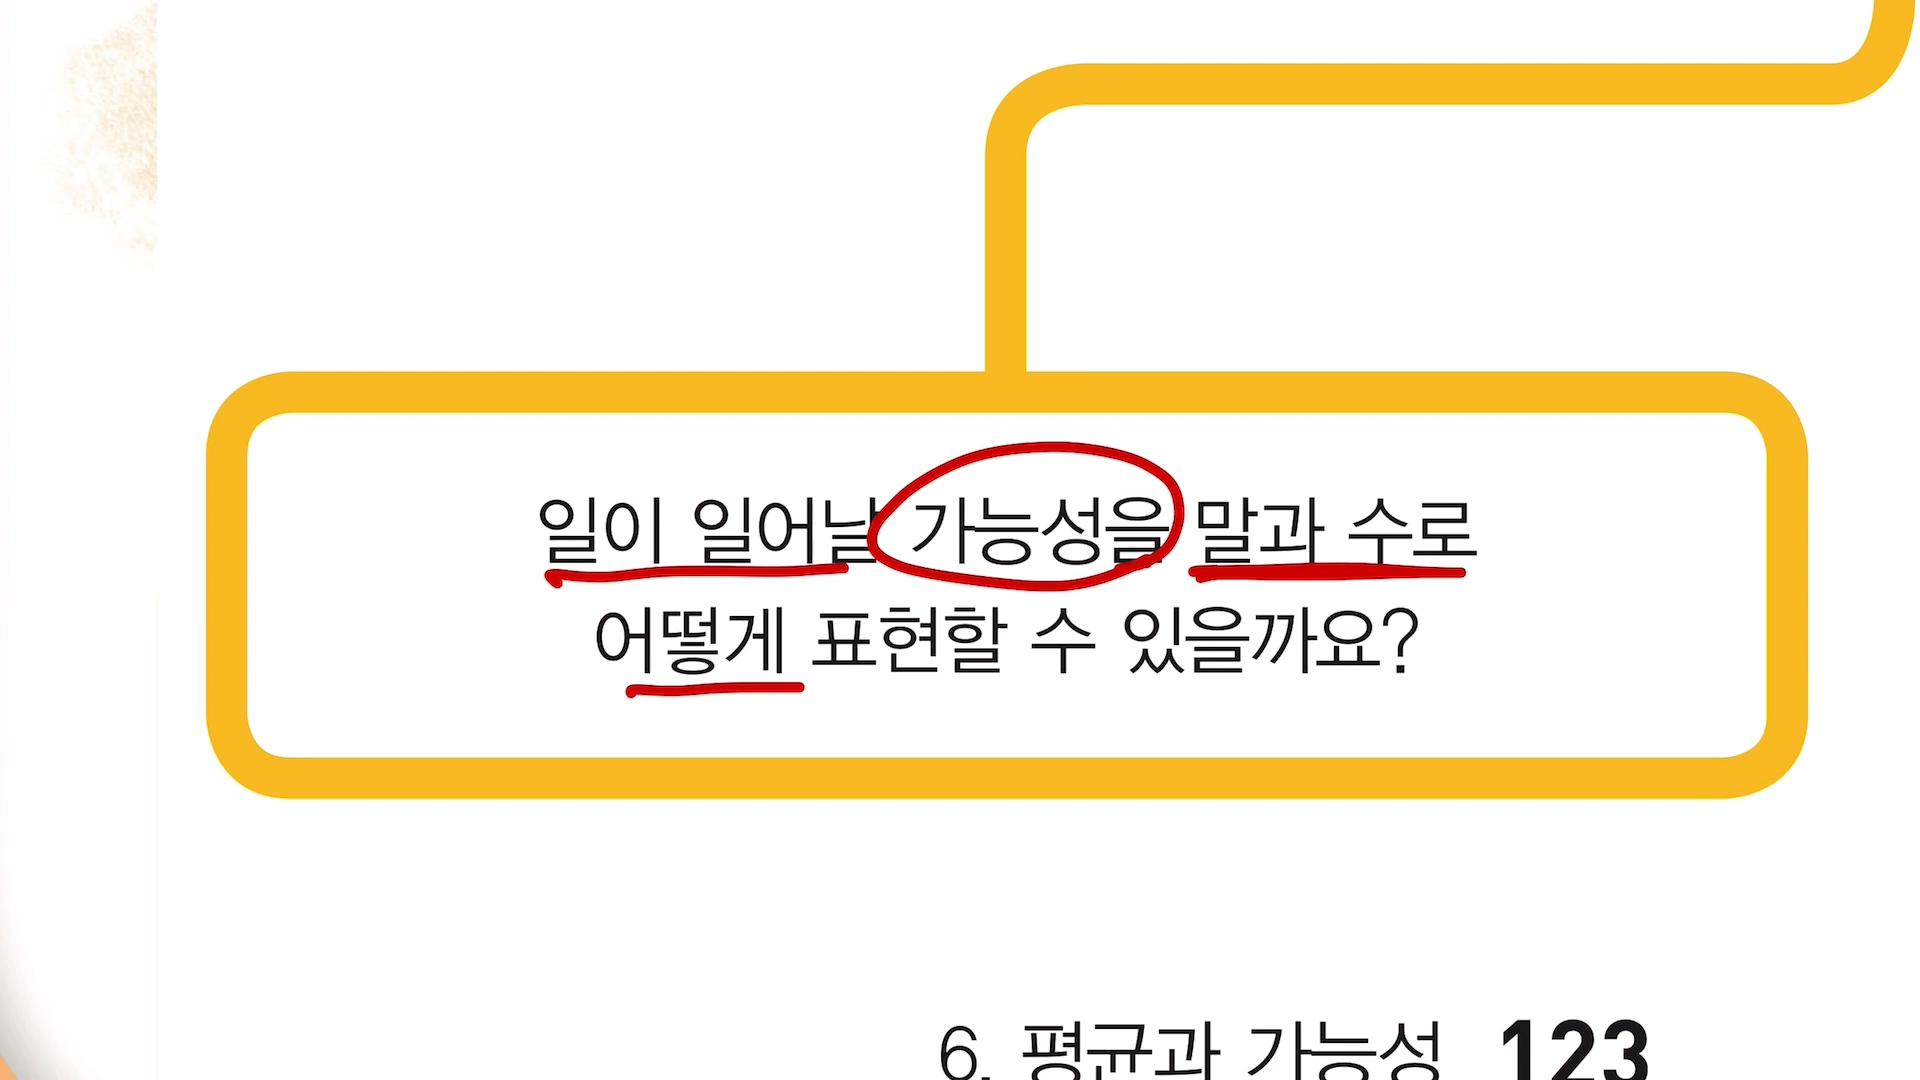 일이 일어날 가능성을 말과 수로
어떻게 표현할 수 있을까요?
6. 평균과 가능성 123